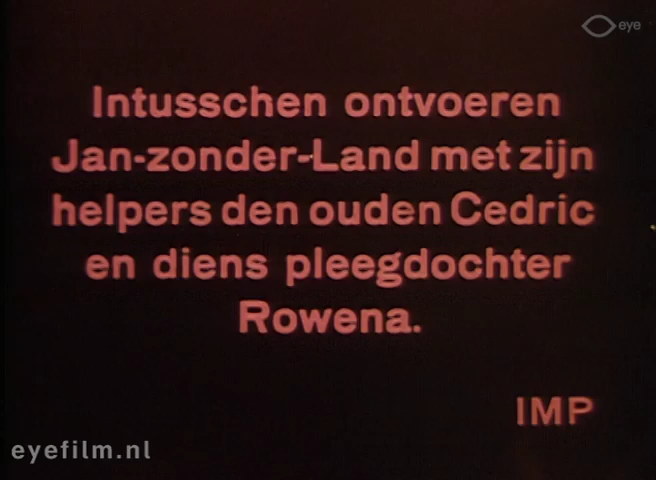 eye
Intusschen ontvoeren
Jan-zonder-Land met zijn
helpers den ouden Cedric
en diens pleegdochter
Rowena.
IMP
eyefilm.nl